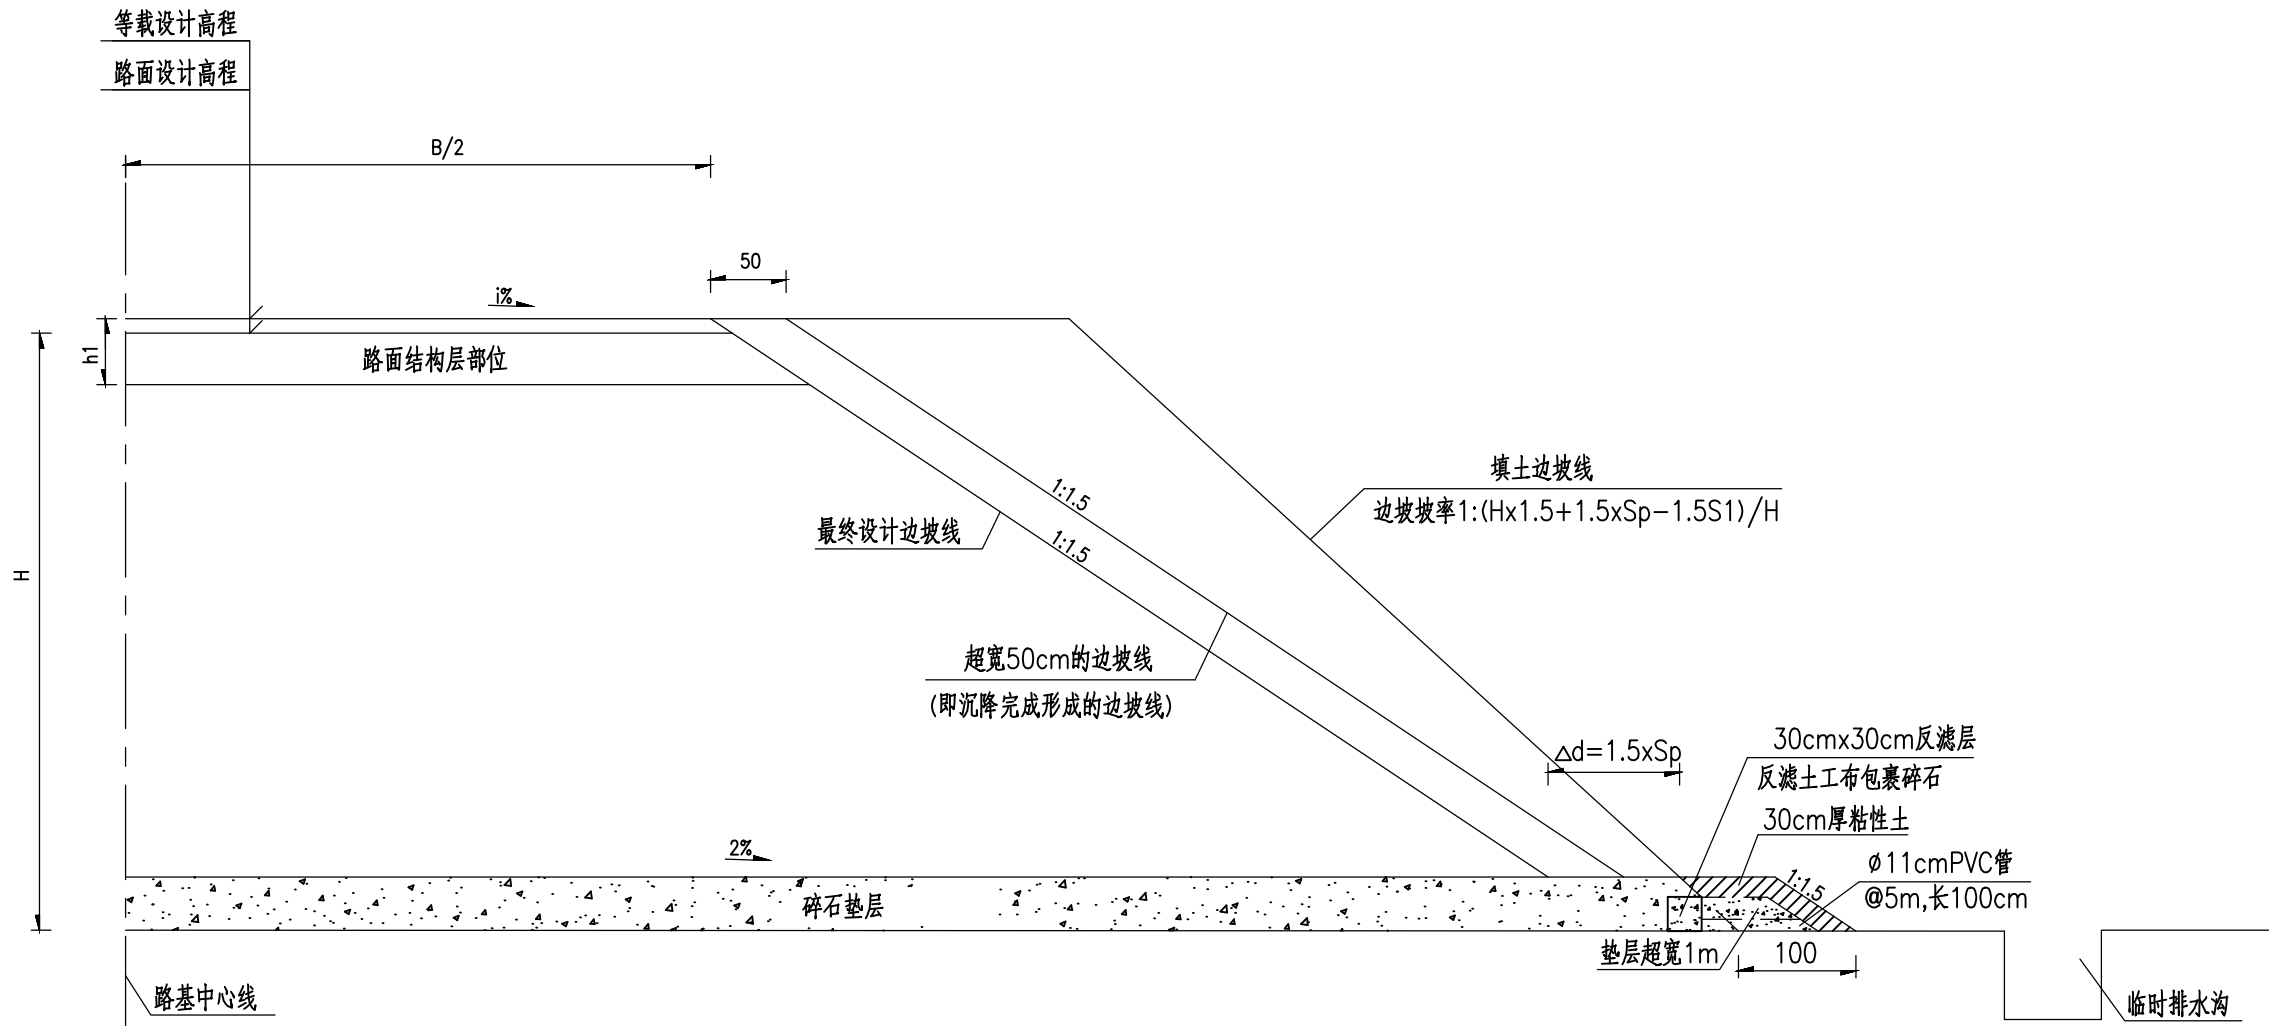 等载设计高程
路面设计高程
B/2
50
i%
h1
路面结构层部位
H
1:1.5
1:1.5
填土边坡线
边坡坡率1:(Hx1.5+1.5xSp-1.5S1)/H
最终设计边坡线
超宽50cm的边坡线
(即沉降完成形成的边坡线)
△d=1.5xSp
30cmx30cm反滤层
反滤土工布包裹碎石
30cm厚粘性土
2%
1:1.5
ϕ11cmPVC管
@5m,长100cm
碎石垫层
垫层超宽1m
100
路基中心线
临时排水沟